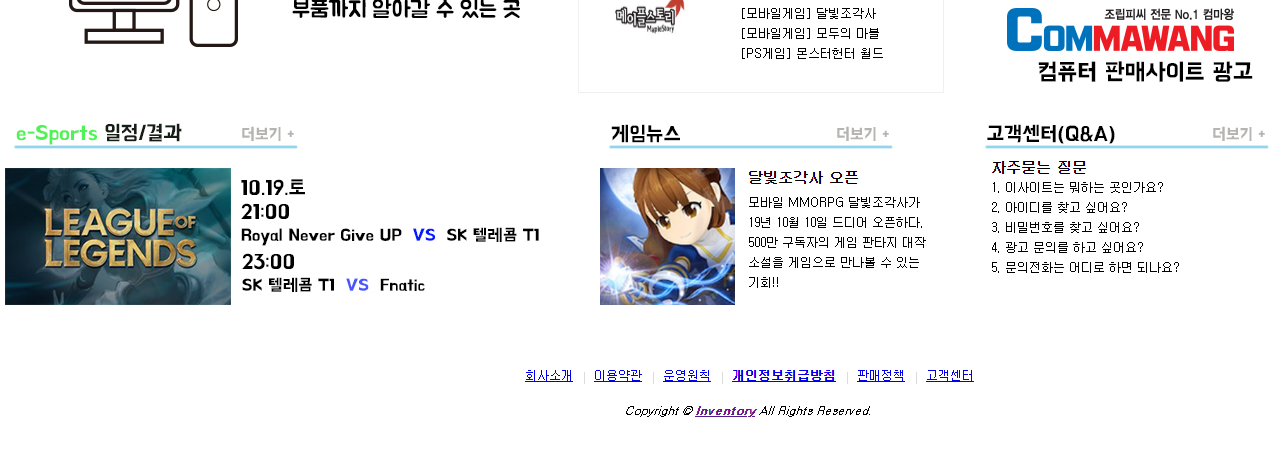 부품까지 알아갈 수 있는 곳
메이플스토리
MapleStory
[모바일게임] 달빛조각사
[모바일게임] 모두의 마블
[PS게임] 몬스터헌터 월드
조립피씨 전문 No.1 컴마왕
COMMAWANG
컴퓨터 판매사이트 광고
e-Sports 일정/결과
더보기 +
LEAGUE OF
LEGENDS
10.19.토
21:00
Royal Never Give UP VS SK 텔레콤 T1
23:00
SK 텔레콤 T1 VS Fnatic
게임뉴스
더보기 +
달빛조각사 오픈
모바일 MMORPG 달빛조각사가
19년 10월 10일 드디어 오픈하다,
500만 구독자의 게임 판타지 대작
소설을 게임으로 만나볼 수 있는
기회!!
고객센터(Q&A)
더보기 +
자주묻는 질문
1. 이사이트는 뭐하는 곳인가요?
2. 아이디를 찾고 싶어요?
3. 비밀번호를 찾고 싶어요?
4. 광고 문의를 하고 싶어요?
5. 문의전화는 어디로 하면 되나요?
회사소개 | 이용약관 | 운영원칙 | 개인정보취급방침 | 판매정책 | 고객센터
Copyright © Inventory All Rights Reserved.